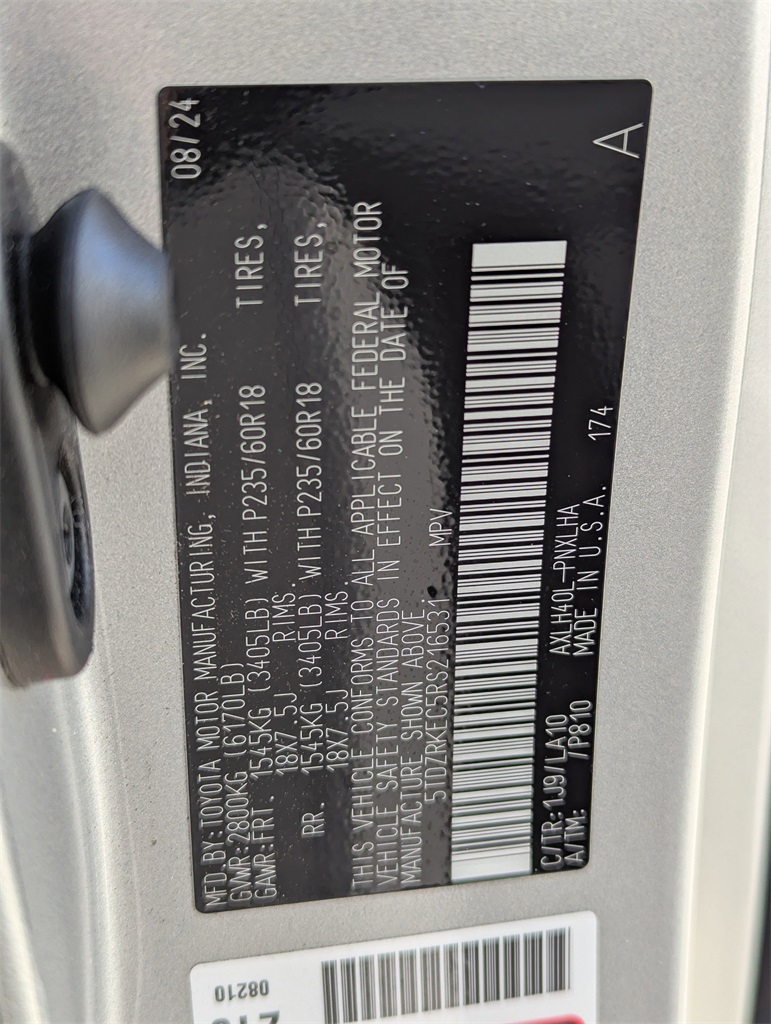 MFD.BY:TOYOTA MOTOR MANUFACTURING, INDIANA, INC. 08/24
GVWR:2800KG (6170LB)
GAWR:FRT. 1545KG (3405LB) WITH P235/60R18 TIRES,
18X7.5J RIMS.
RR. 1545KG (3405LB) WITH P235/60R18 TIRES,
18X7.5J RIMS.
THIS VEHICLE CONFORMS TO ALL APPLICABLE FEDERAL MOTOR
VEHICLE SAFETY STANDARDS IN EFFECT ON THE DATE OF
MANUFACTURE SHOWN ABOVE.
5TDZRKEC5RS216531 MPV
C/TR:1J9/LA10 AXLH40L-PNXLHA
A/TM: /P810 MADE IN U.S.A. 174
A
08210